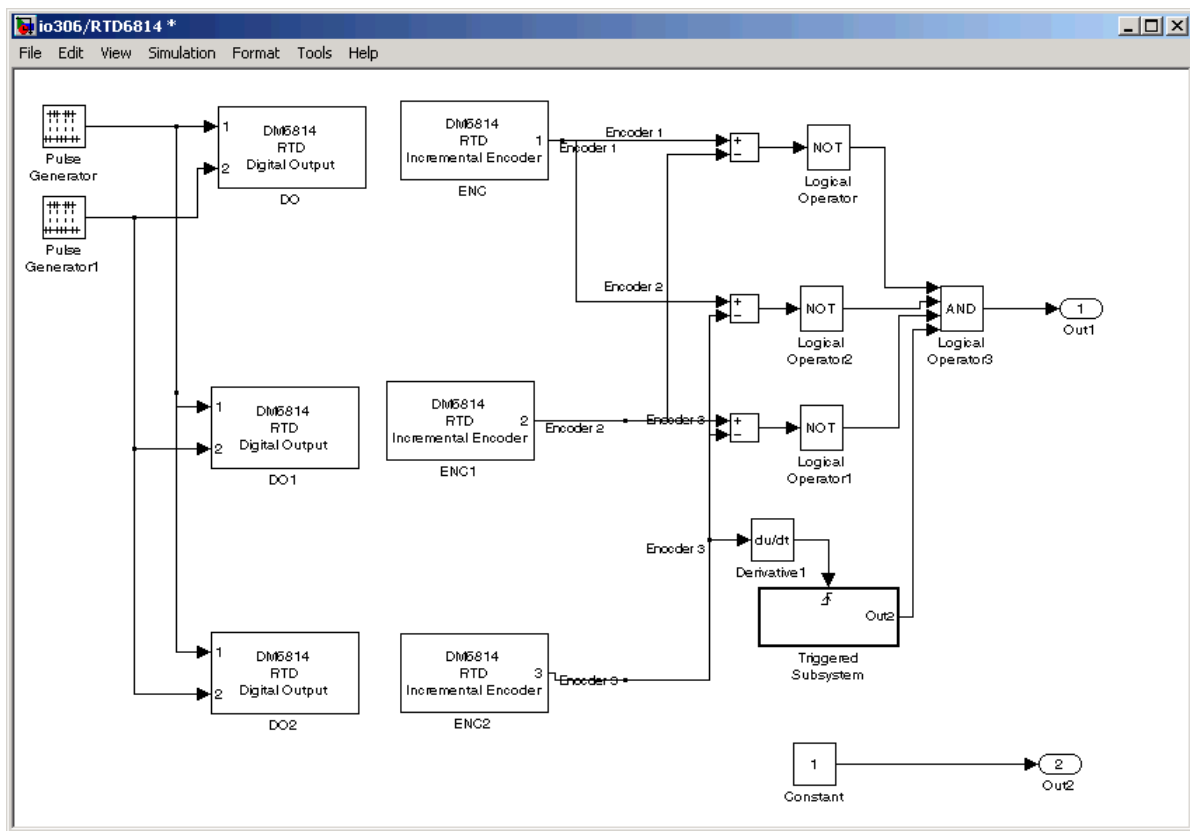 io306/RTD6814 *
File Edit View Simulation Format Tools Help
Pulse
Generator
1
2
DM6814
RTD
Digital Output
DO
DM6814
RTD
Incremental Encoder
1
ENC
Encoder 1
Encoder 1
+
−
NOT
Logical
Operator
Pulse
Generator1
Encoder 2
+
−
NOT
Logical
Operator2
AND
Logical
Operator3
1
Out1
1
2
DM6814
RTD
Digital Output
DO1
DM6814
RTD
Incremental Encoder
2
ENC1
Encoder 2
Encoder 3
+
−
NOT
Logical
Operator1
Encoder 3
du/dt
Derivative1
Out2
Triggered
Subsystem
1
2
DM6814
RTD
Digital Output
DO2
DM6814
RTD
Incremental Encoder
3
ENC2
Encoder 3
1
Constant
2
Out2